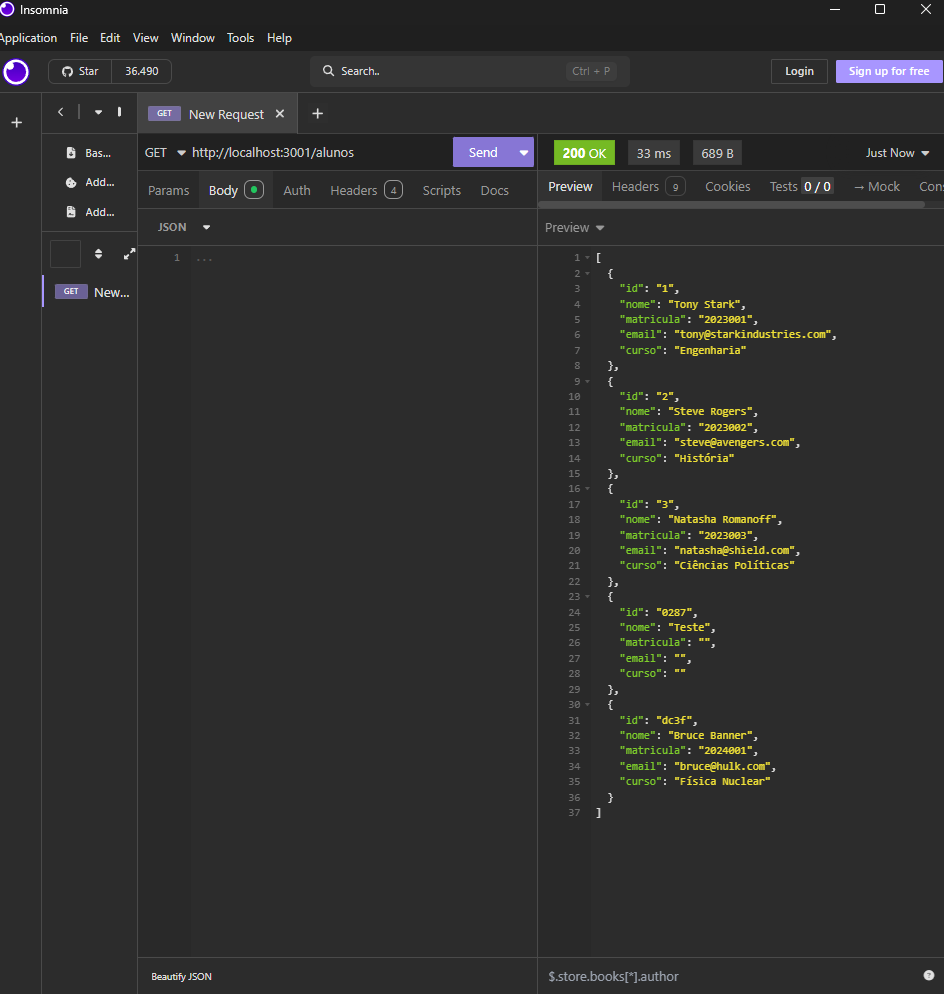 Insomnia
Application File Edit View Window Tools Help
Star 36.490 Search.. Ctrl + P Login Sign up for free
GET New Request
GET http://localhost:3001/alunos Send 200 OK 33 ms 689 B Just Now
Bas...
Add...
Add...
GET New...
Params Body Auth Headers 4 Scripts Docs
Preview Headers 9 Cookies Tests 0 / 0 → Mock Cons
JSON
Preview
1 ...
1 [
2 {
3 "id": "1",
4 "nome": "Tony Stark",
5 "matricula": "2023001",
6 "email": "tony@starkindustries.com",
7 "curso": "Engenharia"
8 },
9 {
10 "id": "2",
11 "nome": "Steve Rogers",
12 "matricula": "2023002",
13 "email": "steve@avengers.com",
14 "curso": "História"
15 },
16 {
17 "id": "3",
18 "nome": "Natasha Romanoff",
19 "matricula": "2023003",
20 "email": "natasha@shield.com",
21 "curso": "Ciências Políticas"
22 },
23 {
24 "id": "0287",
25 "nome": "Teste",
26 "matricula": "",
27 "email": "",
28 "curso": ""
29 },
30 {
31 "id": "dc3f",
32 "nome": "Bruce Banner",
33 "matricula": "2024001",
34 "email": "bruce@hulk.com",
35 "curso": "Física Nuclear"
36 }
37 ]
Beautify JSON
$.store.books[*].author